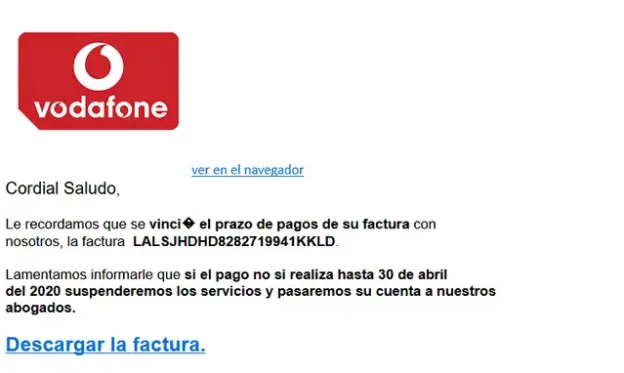 vodafone
ver en el navegador
Cordial Saludo,
Le recordamos que se vinci� el prazo de pagos de su factura con
nosotros, la factura LALSJHDHD8282719941KKLD.
Lamentamos informarle que si el pago no si realiza hasta 30 de abril
del 2020 suspenderemos los servicios y pasaremos su cuenta a nuestros
abogados.
Descargar la factura.